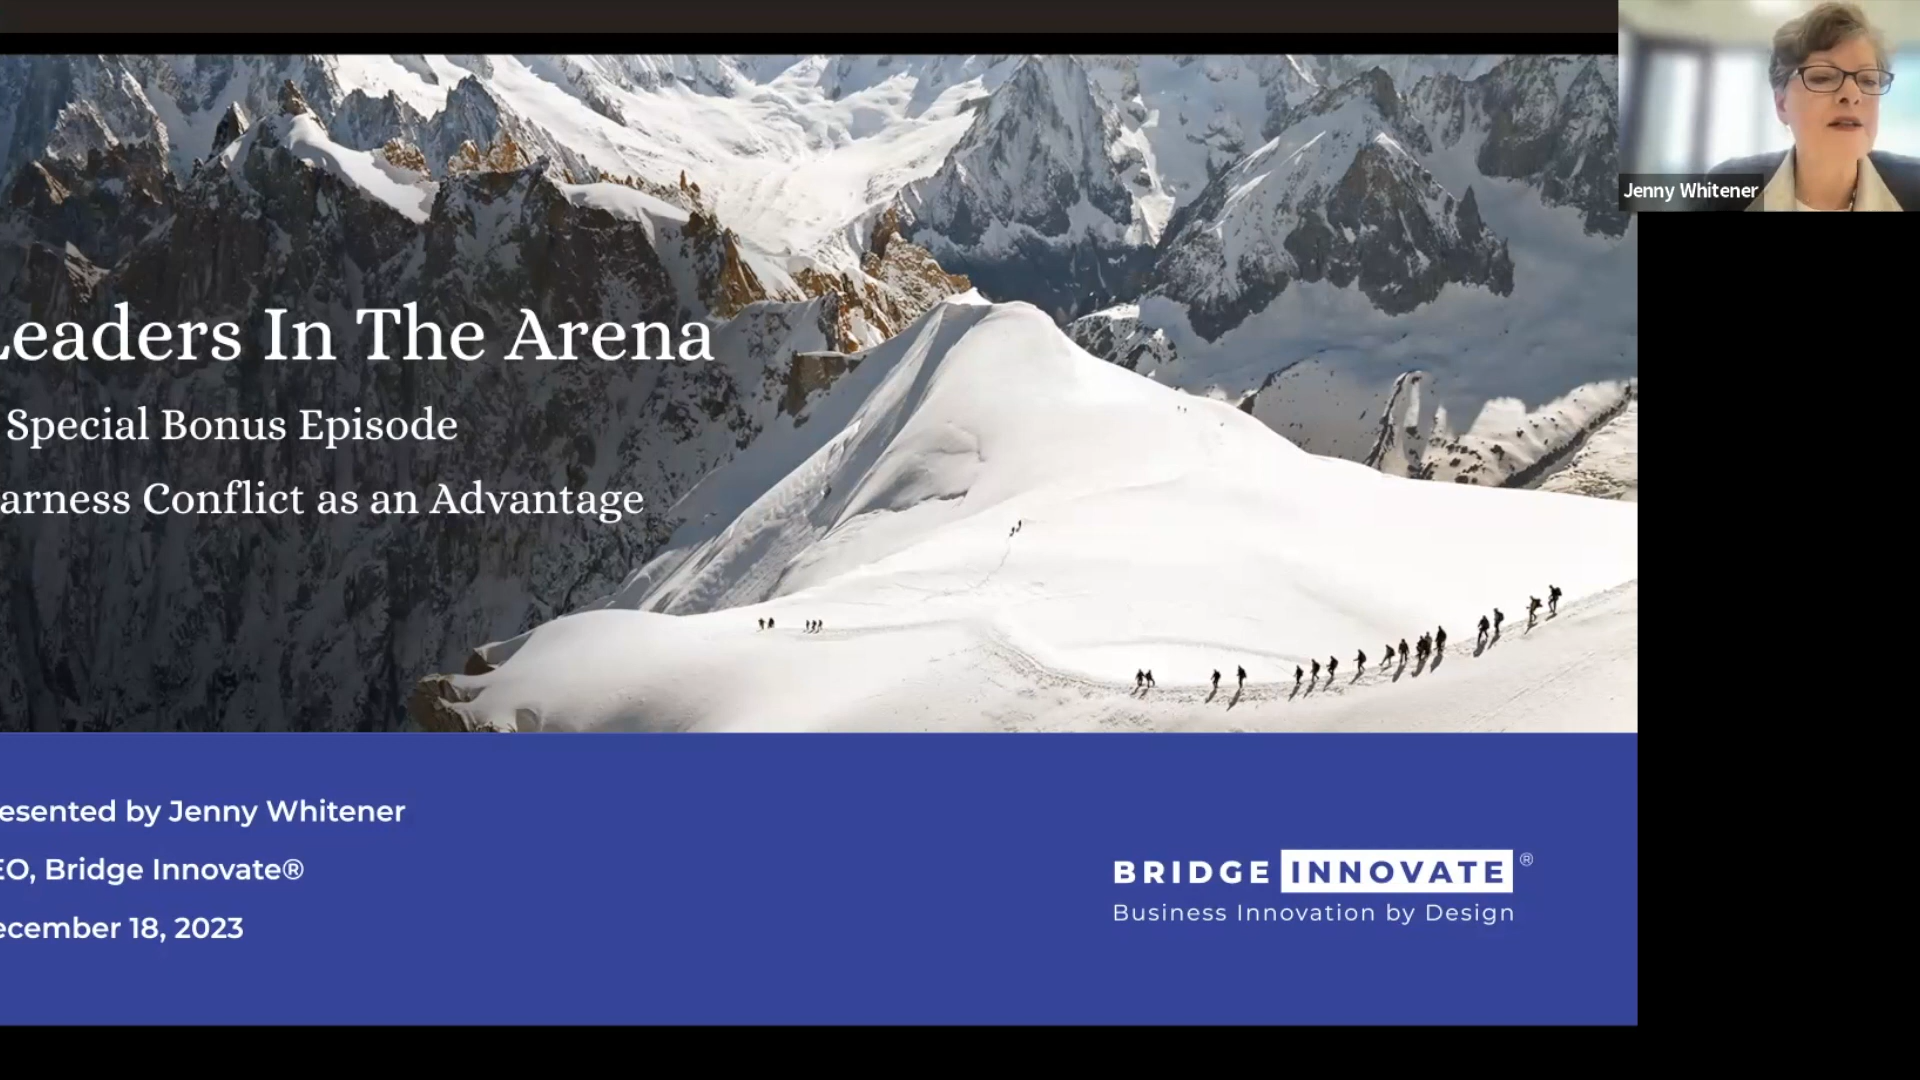 Leaders In The Arena
Special Bonus Episode
arness Conflict as an Advantage
Jenny Whitener
esented by Jenny Whitener
EO, Bridge Innovate®
ecember 18, 2023
BRIDGE INNOVATE®
Business Innovation by Design